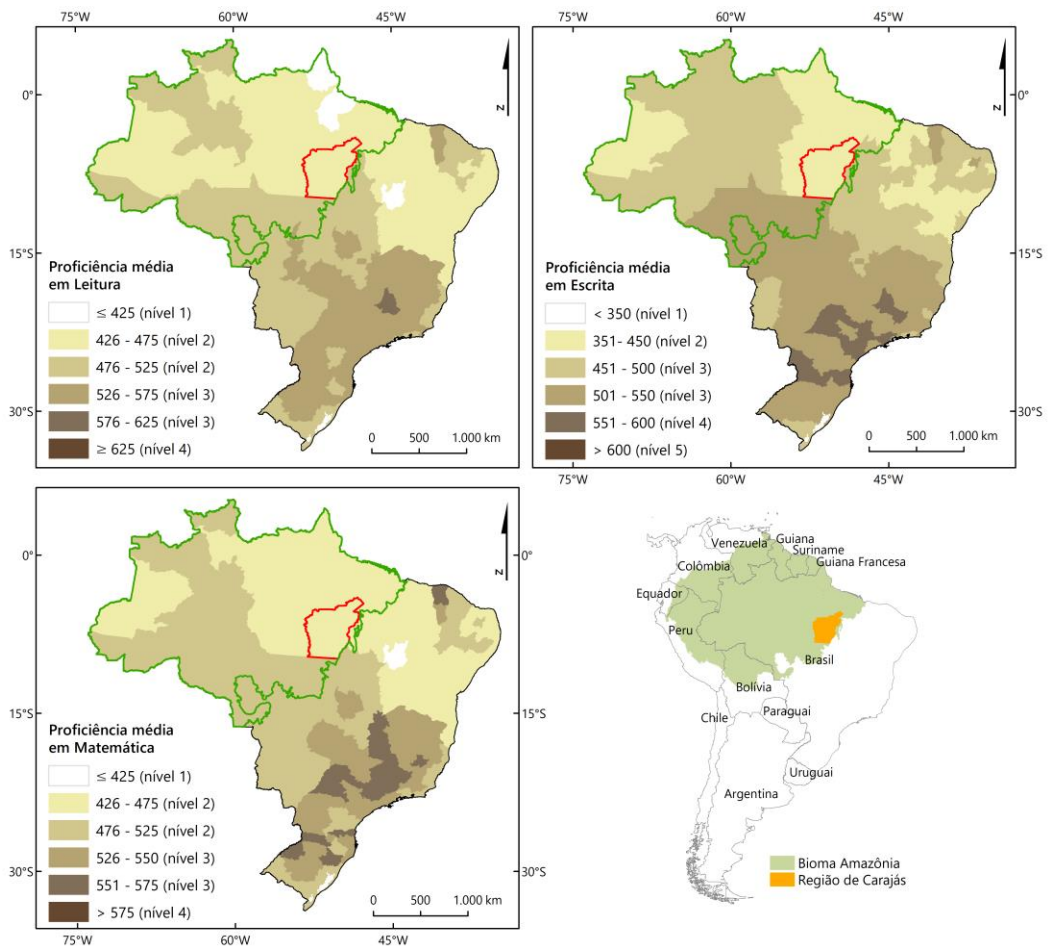 75°W 60°W 45°W
0°
15°S
30°S
N
Proficiência média
em Leitura
≤ 425 (nível 1)
426 - 475 (nível 2)
476 - 525 (nível 2)
526 - 575 (nível 3)
576 - 625 (nível 3)
≥ 625 (nível 4)
0 500 1.000 km
75°W 60°W 45°W
75°W 60°W 45°W
0°
15°S
30°S
N
Proficiência média
em Escrita
< 350 (nível 1)
351- 450 (nível 2)
451 - 500 (nível 3)
501 - 550 (nível 3)
551 - 600 (nível 4)
> 600 (nível 5)
0 500 1.000 km
75°W 60°W 45°W
0°
15°S
30°S
N
Proficiência média
em Matemática
≤ 425 (nível 1)
426 - 475 (nível 2)
476 - 525 (nível 2)
526 - 550 (nível 3)
551 - 575 (nível 3)
> 575 (nível 4)
0 500 1.000 km
75°W 60°W 45°W
Venezuela
Guiana
Suriname
Guiana Francesa
Colômbia
Equador
Peru
Brasil
Bolívia
Paraguai
Chile
Uruguai
Argentina
Bioma Amazônia
Região de Carajás